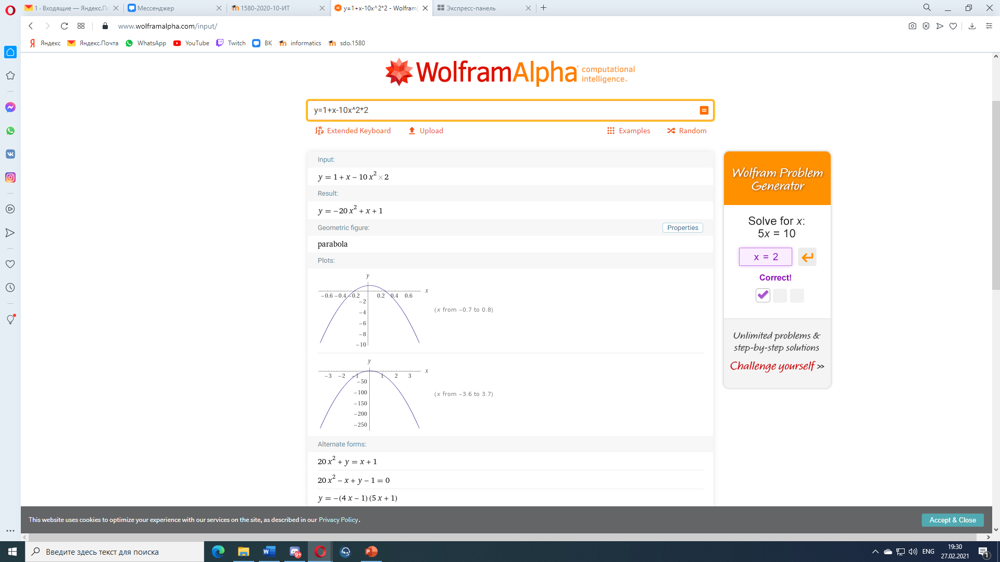 1 · Входящие — Яндекс.По
Мессенджер
1580-2020-10-ИТ
y=1+x-10x^2*2 - Wolfram|
Экспресс-панель
www.wolframalpha.com/input/
Яндекс
Яндекс.Почта
WhatsApp
YouTube
Twitch
ВК
informatics
sdo.1580
WolframAlpha computational
intelligence™
y=1+x-10x^2*2
Extended Keyboard
Upload
Examples
Random
Input:
y = 1 + x − 10 x² × 2
Result:
y = −20 x² + x + 1
Geometric figure:
Properties
parabola
Plots:
y
x
−0.6 −0.4 −0.2 0.2 0.4 0.6
−2
−4
−6
−8
−10
(x from −0.7 to 0.8)
y
x
−3 −2 −1 1 2 3
−50
−100
−150
−200
−250
(x from −3.6 to 3.7)
Alternate forms:
20 x² + y = x + 1
20 x² − x + y − 1 = 0
y = −(4 x − 1) (5 x + 1)
Wolfram Problem
Generator
Solve for x:
5x = 10
x = 2
Correct!
Unlimited problems &
step-by-step solutions
Challenge yourself »
This website uses cookies to optimize your experience with our services on the site, as described in our Privacy Policy.
Accept & Close
Введите здесь текст для поиска
9+
ENG
19:30
27.02.2021
1